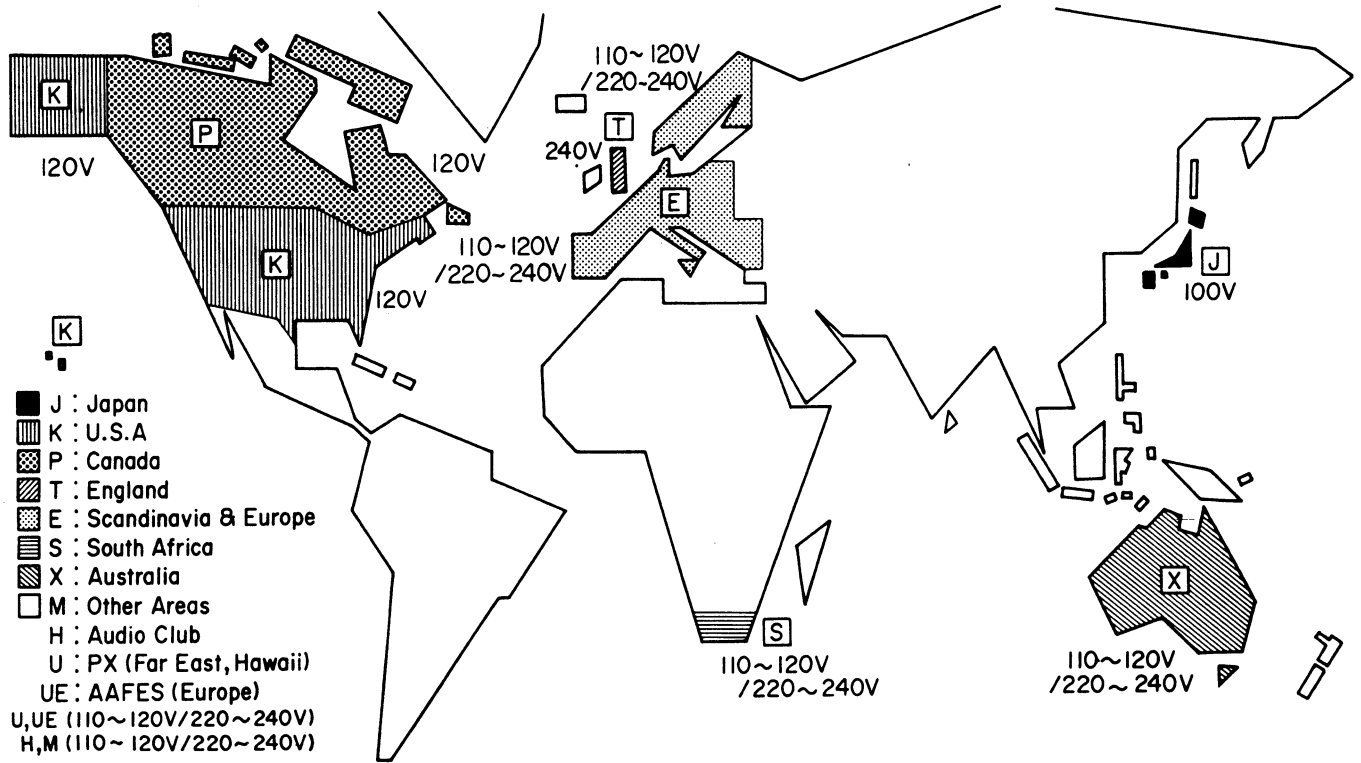 K
120V
P
120V
110~120V
/220~240V
T
240V
E
110~120V
/220~240V
K
120V
K
J
100V
S
110~120V
/220~240V
X
110~120V
/220~240V
J : Japan
K : U.S.A
P : Canada
T : England
E : Scandinavia & Europe
S : South Africa
X : Australia
M : Other Areas
H : Audio Club
U : PX (Far East, Hawaii)
UE : AAFES (Europe)
U,UE (110~120V/220~240V)
H,M (110~120V/220~240V)